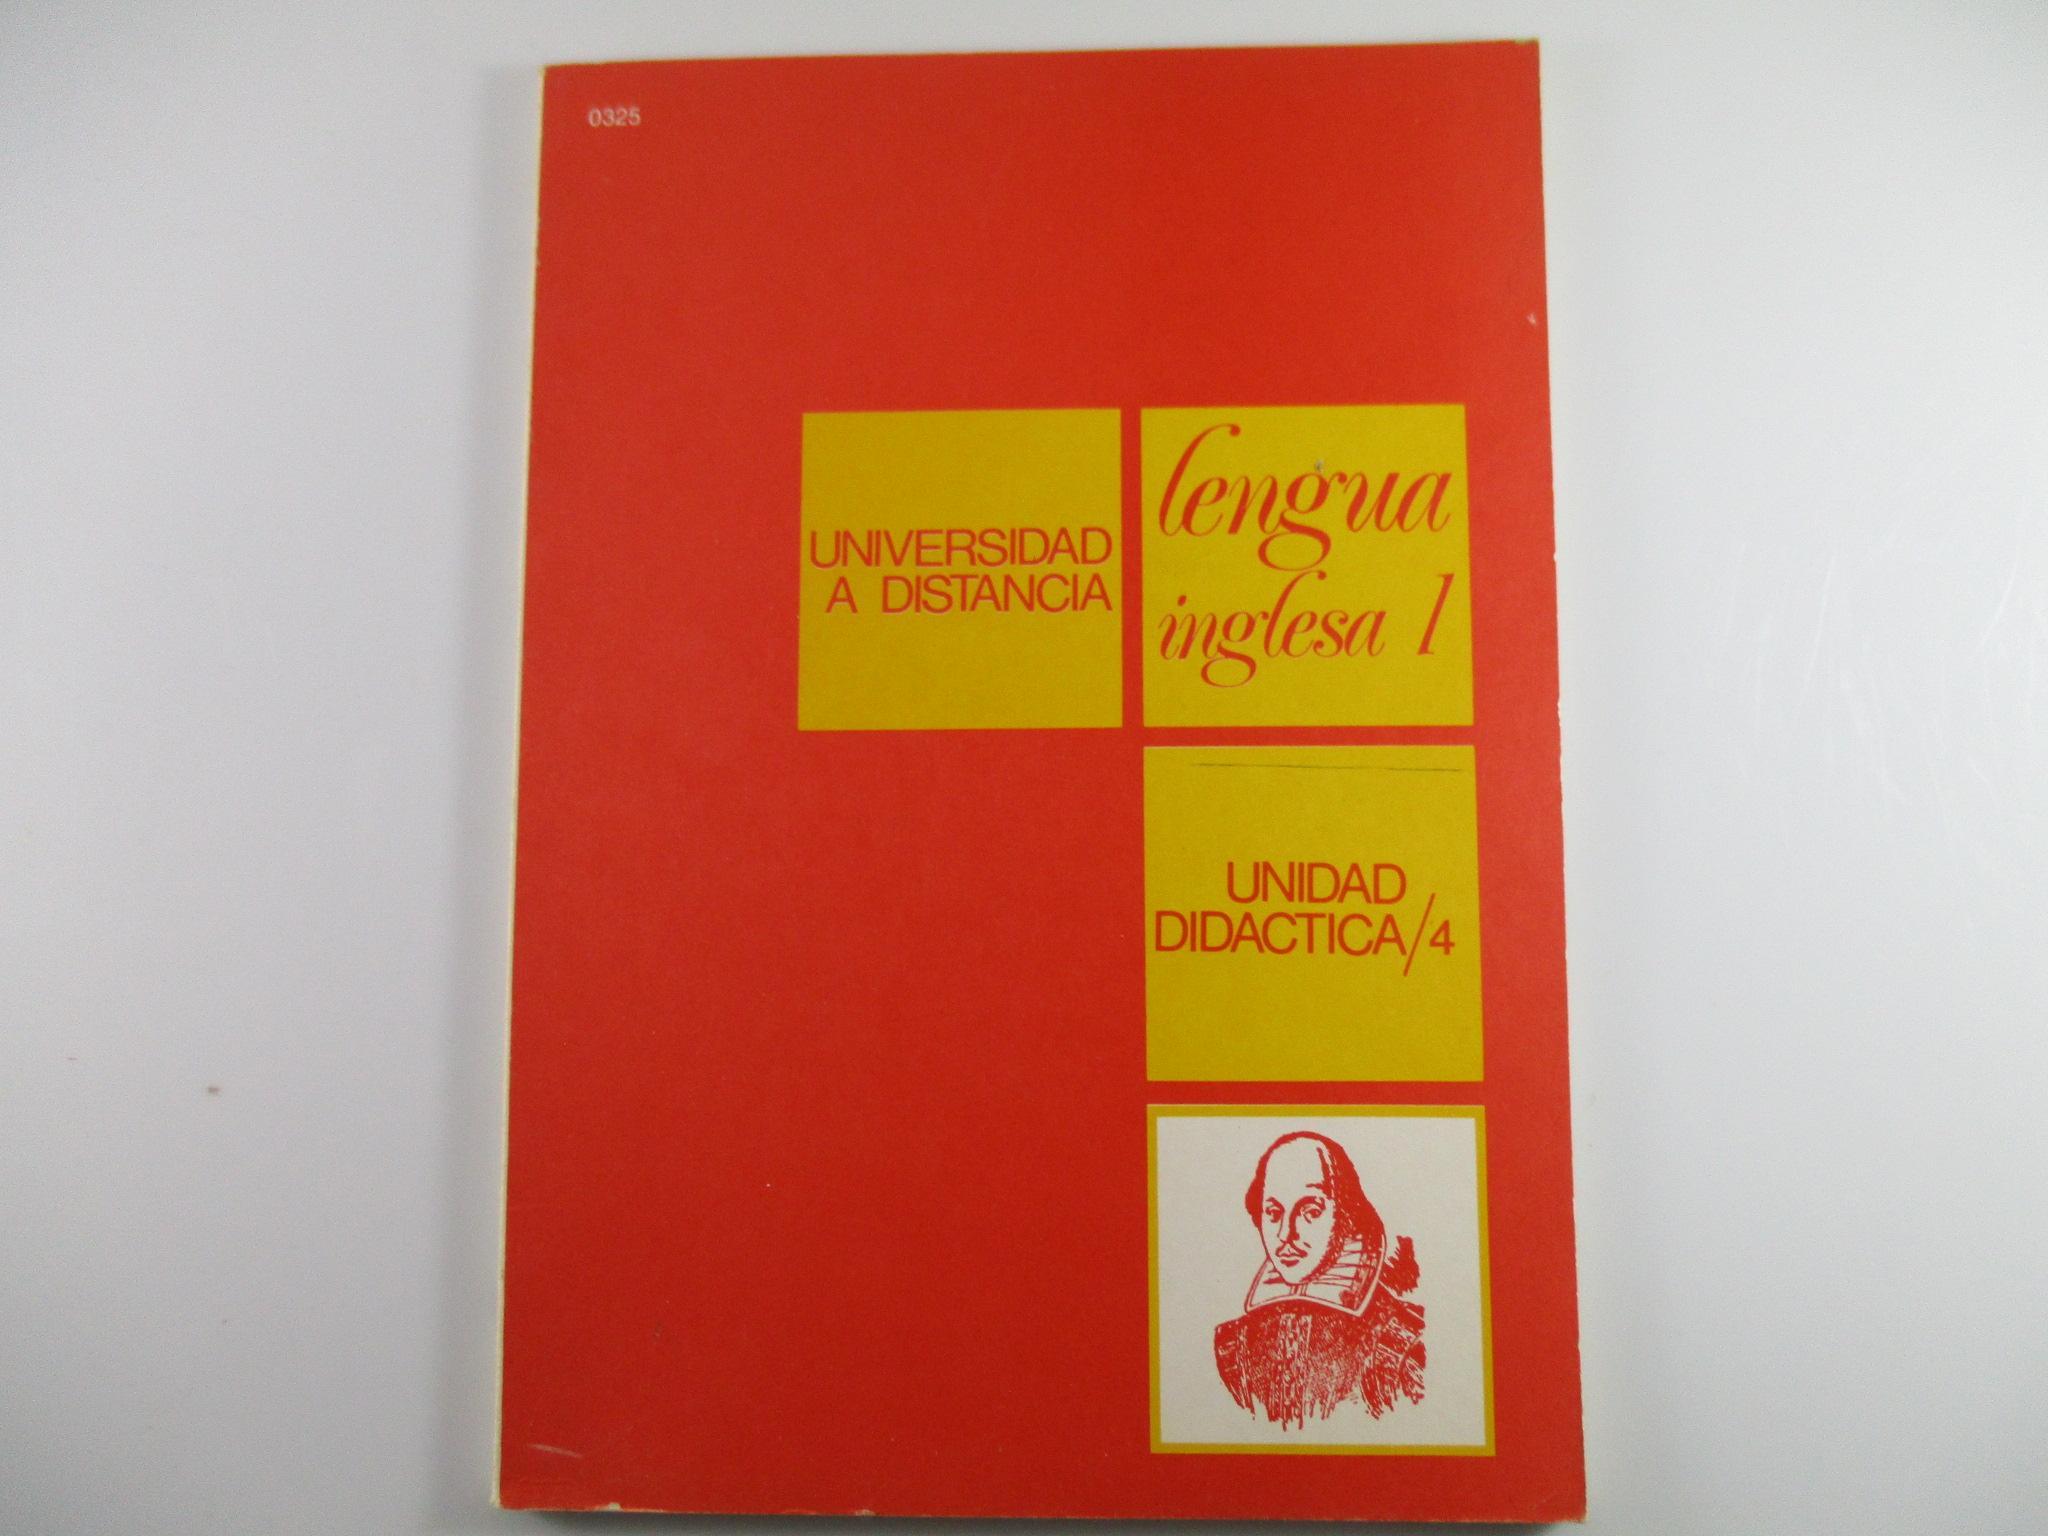 0325
UNIVERSIDAD
A DISTANCIA
lengua
inglesa 1
UNIDAD
DIDACTICA/4